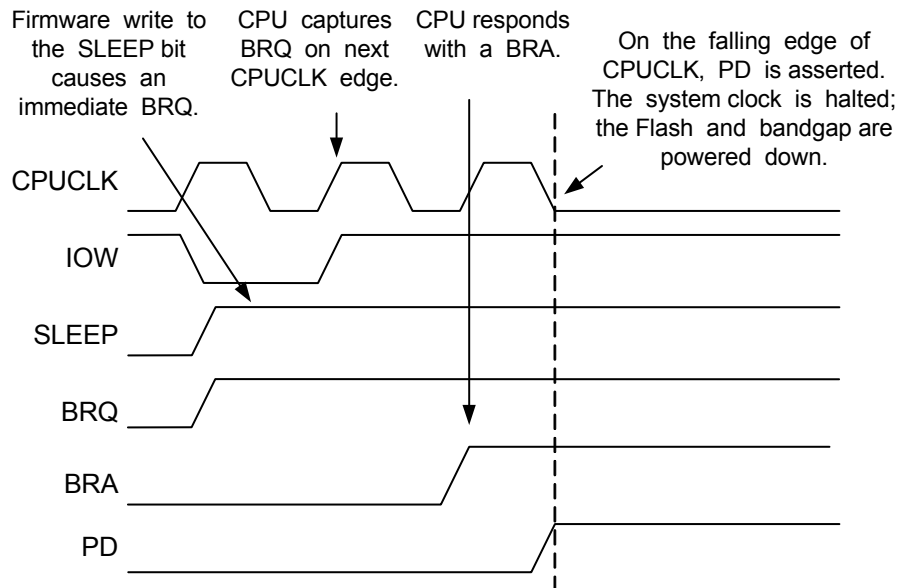 Firmware write to
the SLEEP bit
causes an
immediate BRQ.
CPU captures
BRQ on next
CPUCLK edge.
CPU responds
with a BRA.
On the falling edge of
CPUCLK, PD is asserted.
The system clock is halted;
the Flash and bandgap are
powered down.
CPUCLK
IOW
SLEEP
BRQ
BRA
PD